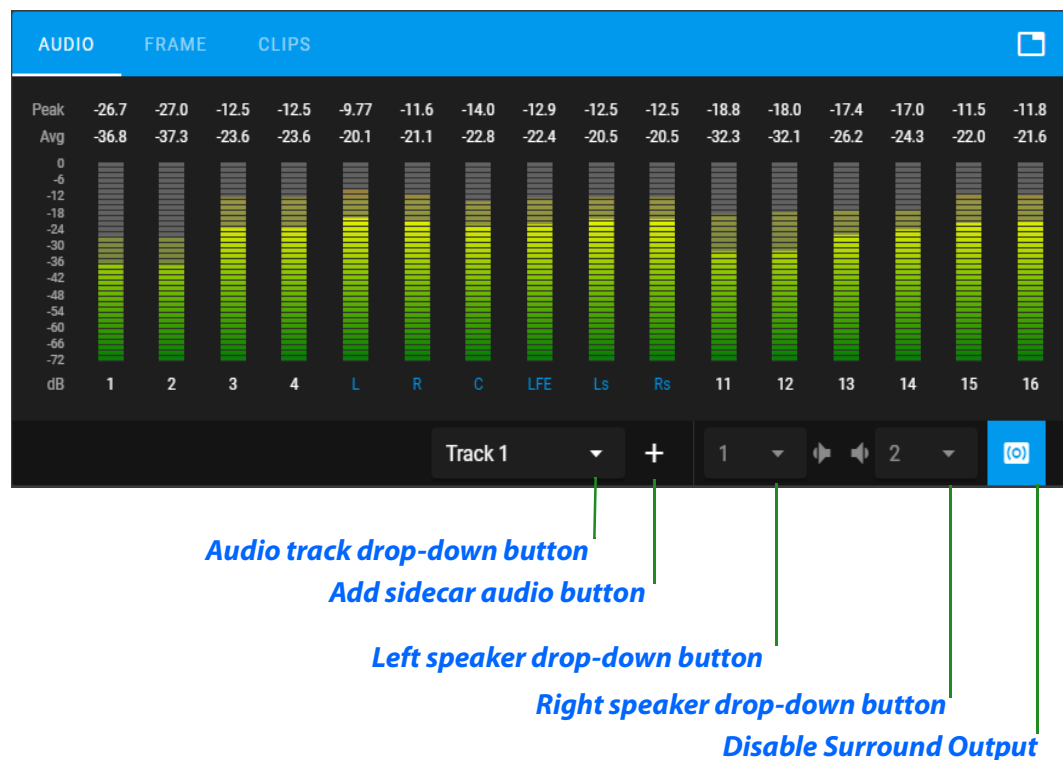 AUDIO FRAME CLIPS
Peak -26.7 -27.0 -12.5 -12.5 -9.77 -11.6 -14.0 -12.9 -12.5 -12.5 -18.8 -18.0 -17.4 -17.0 -11.5 -11.8
Avg -36.8 -37.3 -23.6 -23.6 -20.1 -21.1 -22.8 -22.4 -20.5 -20.5 -32.3 -32.1 -26.2 -24.3 -22.0 -21.6
0
-6
-12
-18
-24
-30
-36
-42
-48
-54
-60
-66
-72
dB 1 2 3 4 L R C LFE Ls Rs 11 12 13 14 15 16
Track 1 + 1 2
Audio track drop-down button
Add sidecar audio button
Left speaker drop-down button
Right speaker drop-down button
Disable Surround Output